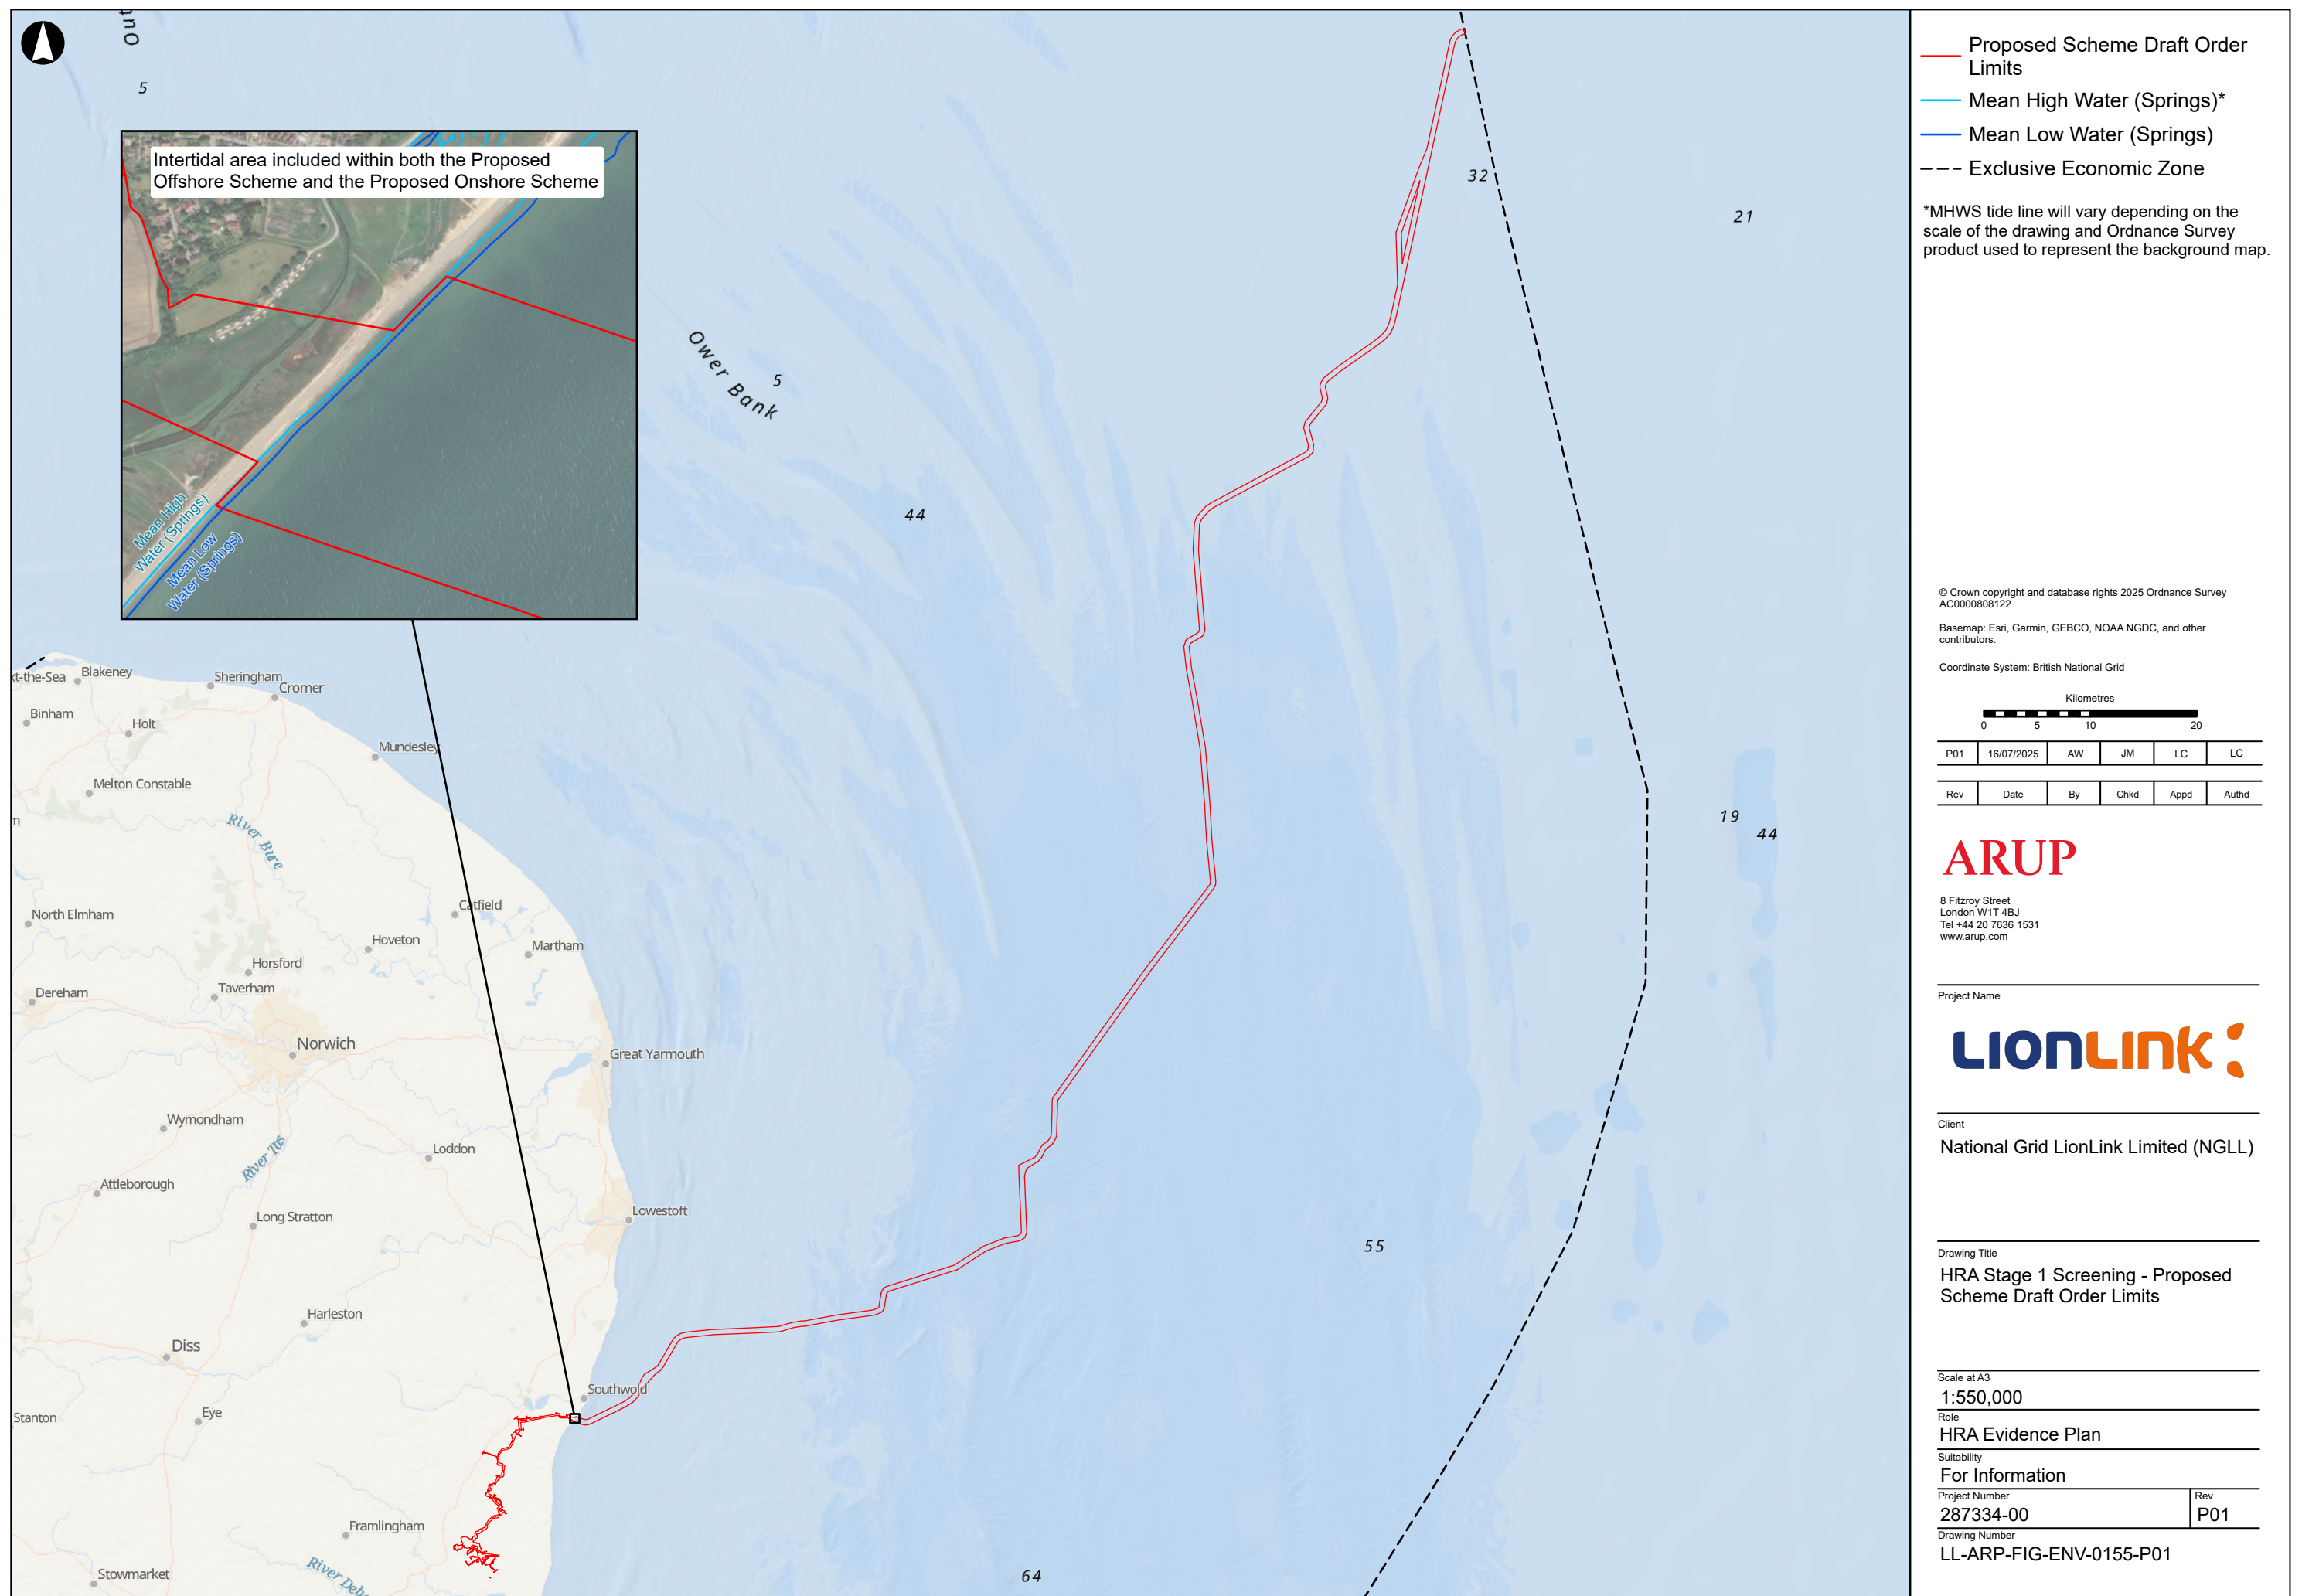 5
Intertidal area included within both the Proposed
Offshore Scheme and the Proposed Onshore Scheme
Mean High
Water (Springs)
Mean Low
Water (Springs)
32
21
Ower Bank
5
44
Blakeney
Sheringham
Cromer
Binham
Holt
Mundesley
Melton Constable
River Bure
19
44
Catfield
North Elmham
Hoveton
Martham
Horsford
Taverham
Dereham
Norwich
Great Yarmouth
Wymondham
River Tas
Loddon
Attleborough
Long Stratton
Lowestoft
55
Harleston
Diss
Southwold
Eye
Stanton
Framlingham
Stowmarket
64
Proposed Scheme Draft Order
Limits
Mean High Water (Springs)*
Mean Low Water (Springs)
Exclusive Economic Zone
*MHWS tide line will vary depending on the
scale of the drawing and Ordnance Survey
product used to represent the background map.
© Crown copyright and database rights 2025 Ordnance Survey
AC0000808122
Basemap: Esri, Garmin, GEBCO, NOAA NGDC, and other
contributors.
Coordinate System: British National Grid
Kilometres
0 5 10 20
P01 16/07/2025 AW JM LC LC
Rev Date By Chkd Appd Authd
ARUP
8 Fitzroy Street
London W1T 4BJ
Tel +44 20 7636 1531
www.arup.com
Project Name
LIONLINK
Client
National Grid LionLink Limited (NGLL)
Drawing Title
HRA Stage 1 Screening - Proposed
Scheme Draft Order Limits
Scale at A3
1:550,000
Role
HRA Evidence Plan
Suitability
For Information
Project Number Rev
287334-00 P01
Drawing Number
LL-ARP-FIG-ENV-0155-P01